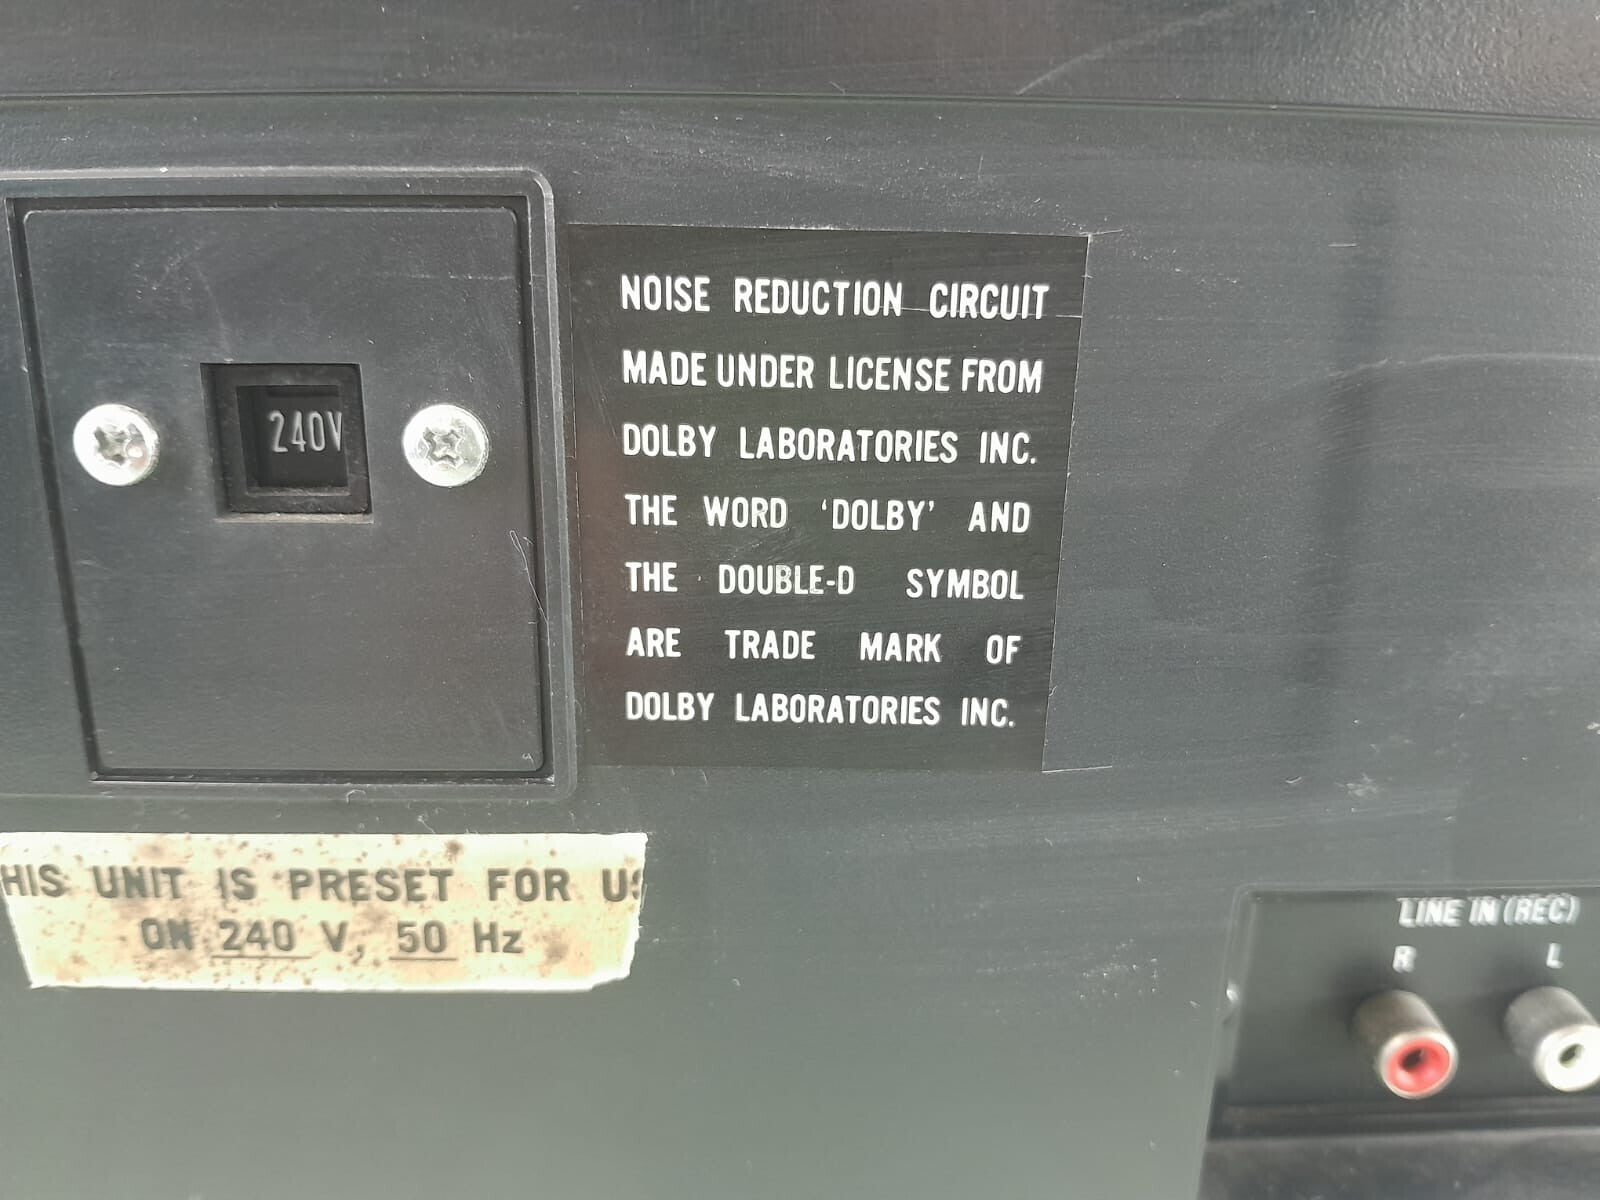 240V
NOISE REDUCTION CIRCUIT
MADE UNDER LICENSE FROM
DOLBY LABORATORIES INC.
THE WORD 'DOLBY' AND
THE DOUBLE-D SYMBOL
ARE TRADE MARK OF
DOLBY LABORATORIES INC.
HIS UNIT IS PRESET FOR US
ON 240 V, 50 Hz
LINE IN (REC)
R L